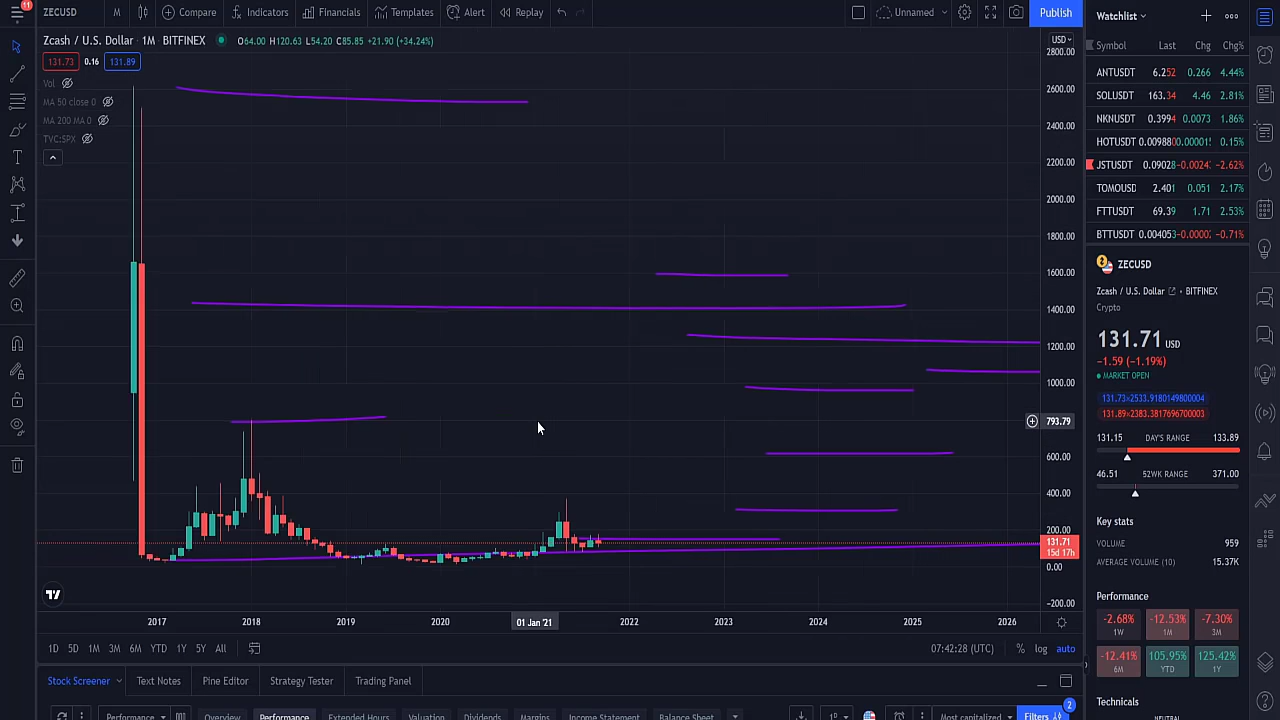 11 ZECUSD M Compare Indicators Financials Templates Alert Replay Unnamed Publish
Zcash / U.S. Dollar · 1M · BITFINEX O64.00 H120.63 L54.20 C85.85 +21.90 (+34.24%)
131.73 0.16 131.89
Vol
MA 50 close 0
MA 200 MA 0
TVC:SPX
USD
2800.00
2600.00
2400.00
2200.00
2000.00
1800.00
1600.00
1400.00
1200.00
1000.00
793.79
600.00
400.00
200.00
131.71
15d 17h
0.00
-200.00
2017 2018 2019 2020 01 Jan '21 2022 2023 2024 2025 2026
1D 5D 1M 3M 6M YTD 1Y 5Y All 07:42:28 (UTC) % log auto
Stock Screener Text Notes Pine Editor Strategy Tester Trading Panel
Performance Overview Performance Extended Hours Valuation Dividends Margins Income Statement Balance Sheet 1D Most capitalized Filters 2
Watchlist
Symbol Last Chg Chg%
ANTUSDT 6.252 0.266 4.44%
SOLUSDT 163.34 4.46 2.81%
NKNUSDT 0.3994 0.0073 1.86%
HOTUSDT 0.00988 0.15%
JSTUSDT 0.09028 -0.0024 -2.62%
TOMOUSD 2.401 0.051 2.17%
FTTUSDT 69.39 1.71 2.53%
BTTUSDT 0.004053 -0.0000 -0.71%
ZECUSD
Zcash / U.S. Dollar • BITFINEX
Crypto
131.71 USD
-1.59 (-1.19%)
MARKET OPEN
131.73×2533.9180149800004
131.89×2383.3817696700003
131.15 DAY'S RANGE 133.89
46.51 52WK RANGE 371.00
Key stats
VOLUME 959
AVERAGE VOLUME (10) 15.37K
Performance
-2.68% -12.53% -7.30%
1W 1M 3M
-12.41% 105.95% 125.42%
6M YTD 1Y
Technicals
NEUTRAL